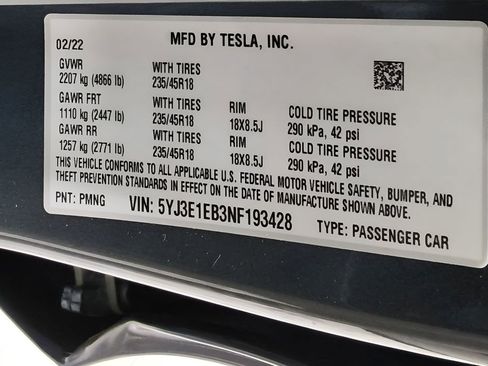 02/22 MFD BY TESLA, INC.
GVWR WITH TIRES
2207 kg (4866 lb) 235/45R18
GAWR FRT WITH TIRES RIM COLD TIRE PRESSURE
1110 kg (2447 lb) 235/45R18 18X8.5J 290 kPa, 42 psi
GAWR RR WITH TIRES RIM COLD TIRE PRESSURE
1257 kg (2771 lb) 235/45R18 18X8.5J 290 kPa, 42 psi
THIS VEHICLE CONFORMS TO ALL APPLICABLE U.S. FEDERAL MOTOR VEHICLE SAFETY, BUMPER, AND
THEFT PREVENTION STANDARDS IN EFFECT ON THE DATE OF MANUFACTURE SHOWN ABOVE.
PNT: PMNG VIN: 5YJ3E1EB3NF193428 TYPE: PASSENGER CAR